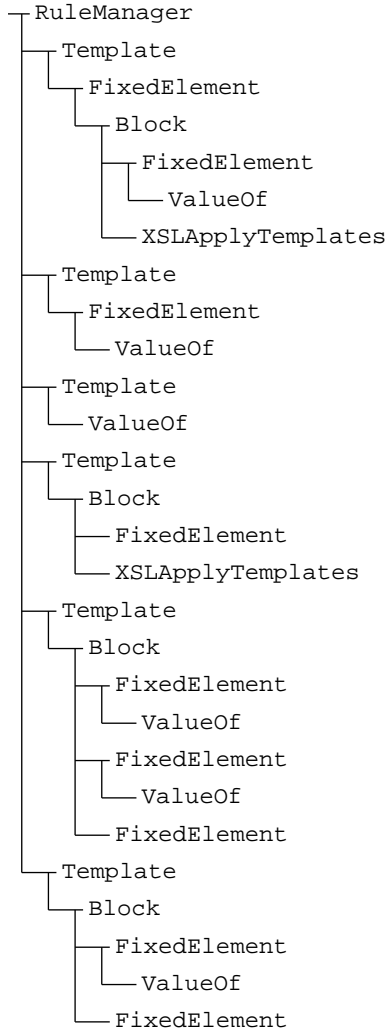 RuleManager
Template
FixedElement
Block
FixedElement
ValueOf
XSLApplyTemplates
Template
FixedElement
ValueOf
Template
ValueOf
Template
Block
FixedElement
XSLApplyTemplates
Template
Block
FixedElement
ValueOf
FixedElement
ValueOf
FixedElement
Template
Block
FixedElement
ValueOf
FixedElement